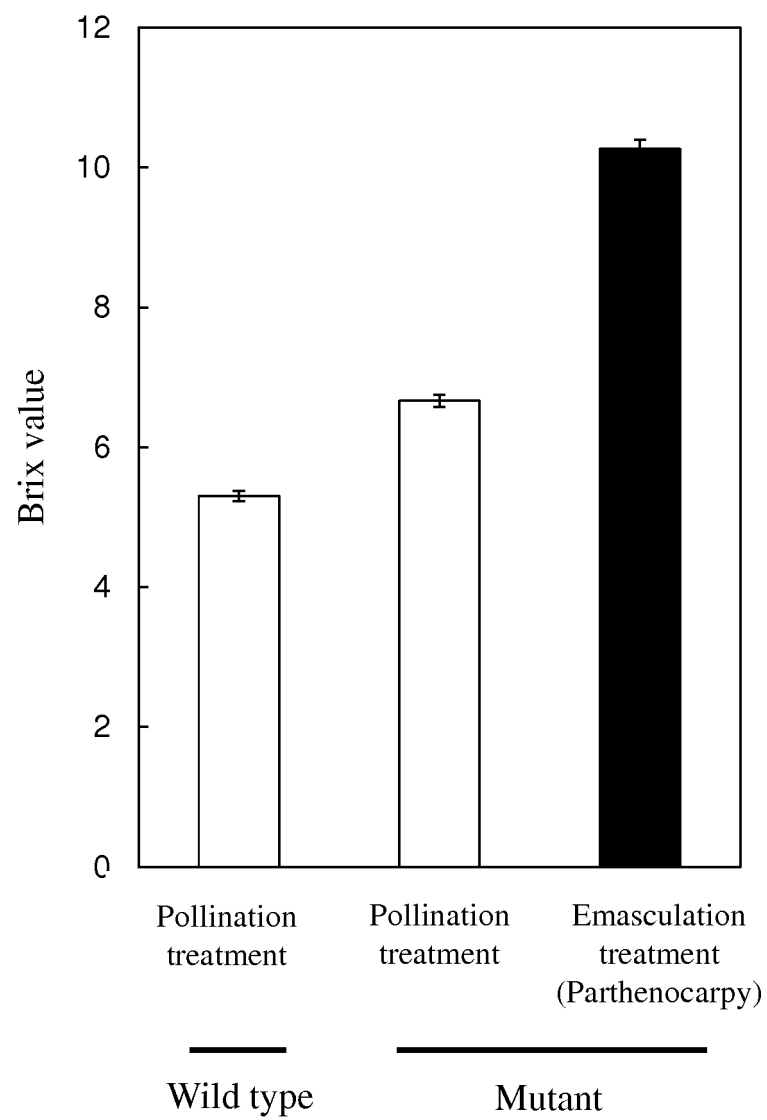 12
10
8
6
4
2
0
Brix value
Pollination
treatment
Pollination
treatment
Emasculation
treatment
(Parthenocarpy)
Wild type
Mutant